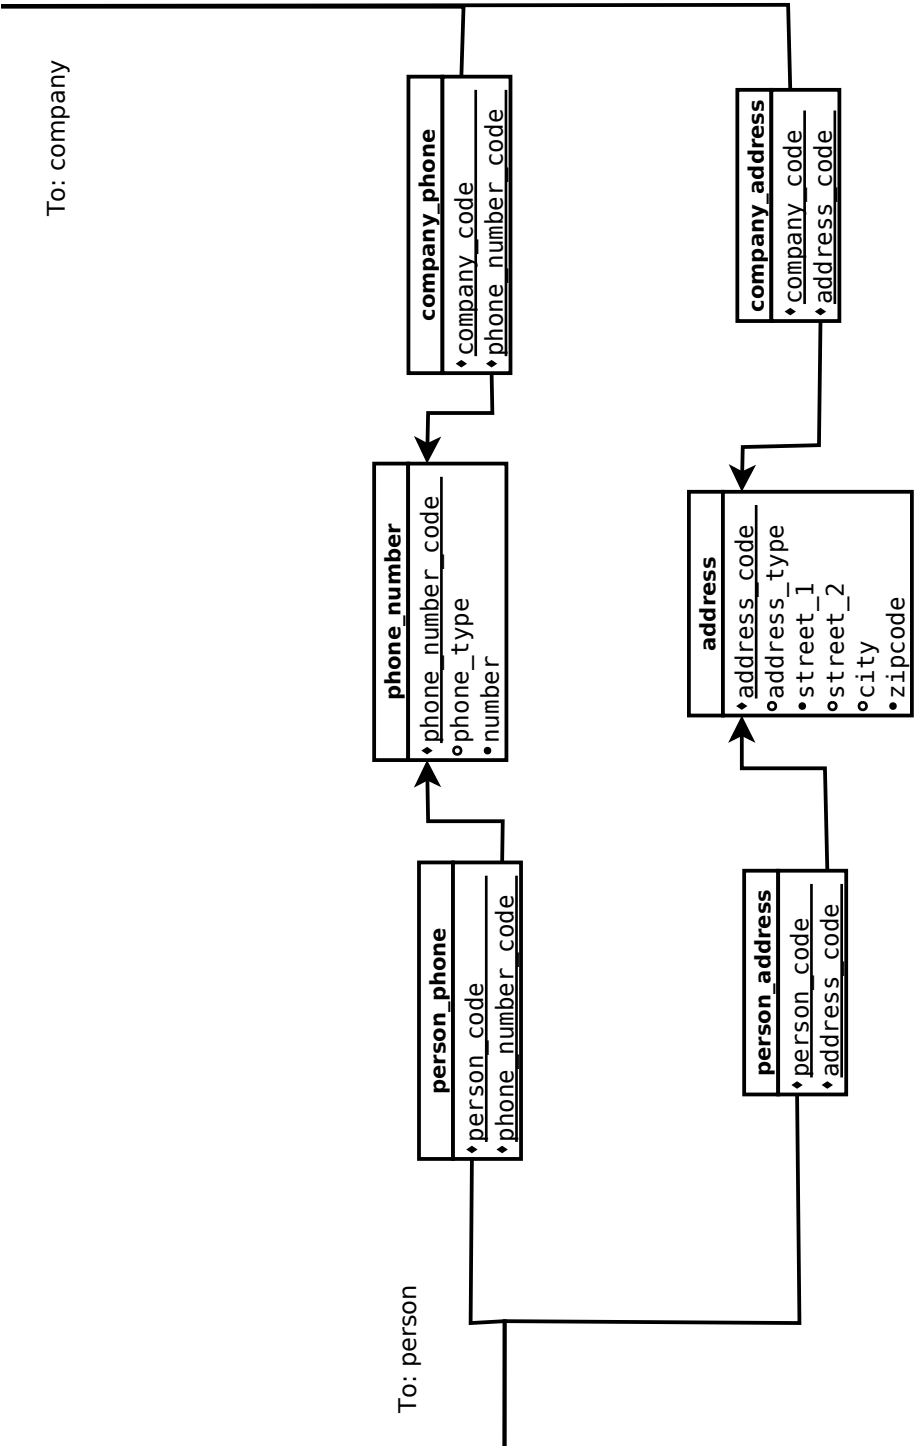 To: company
company_phone
company_code
phone_number_code
company_address
company_code
address_code
phone_number
phone_number_code
phone_type
number
address
address_code
address_type
street_1
street_2
city
zipcode
person_phone
person_code
phone_number_code
person_address
person_code
address_code
To: person